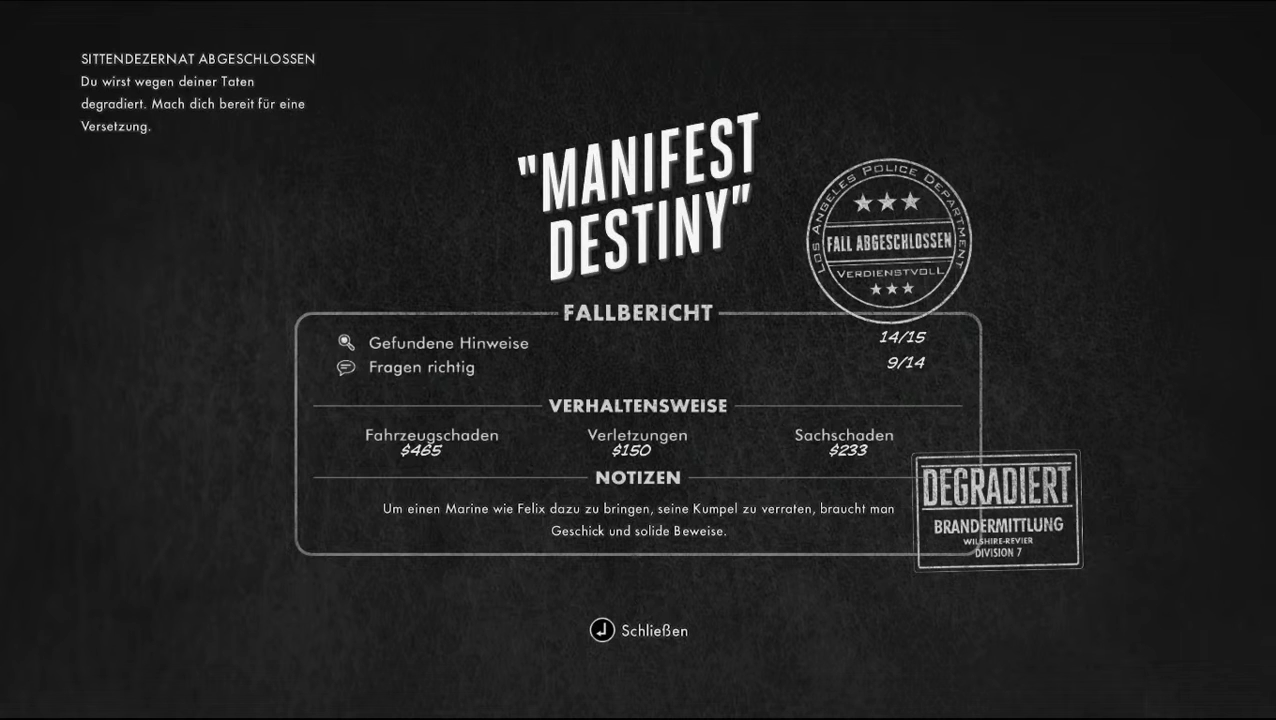 SITTENDEZERNAT ABGESCHLOSSEN
Du wirst wegen deiner Taten
degradiert. Mach dich bereit für eine
Versetzung.
"MANIFEST
DESTINY"
LOS ANGELES POLICE DEPARTMENT
FALL ABGESCHLOSSEN
VERDIENSTVOLL
FALLBERICHT
Gefundene Hinweise 14/15
Fragen richtig 9/14
VERHALTENSWEISE
Fahrzeugschaden Verletzungen Sachschaden
$465 $150 $233
NOTIZEN
Um einen Marine wie Felix dazu zu bringen, seine Kumpel zu verraten, braucht man
Geschick und solide Beweise.
DEGRADIERT
BRANDERMITTLUNG
WILSHIRE-REVIER
DIVISION 7
Schließen